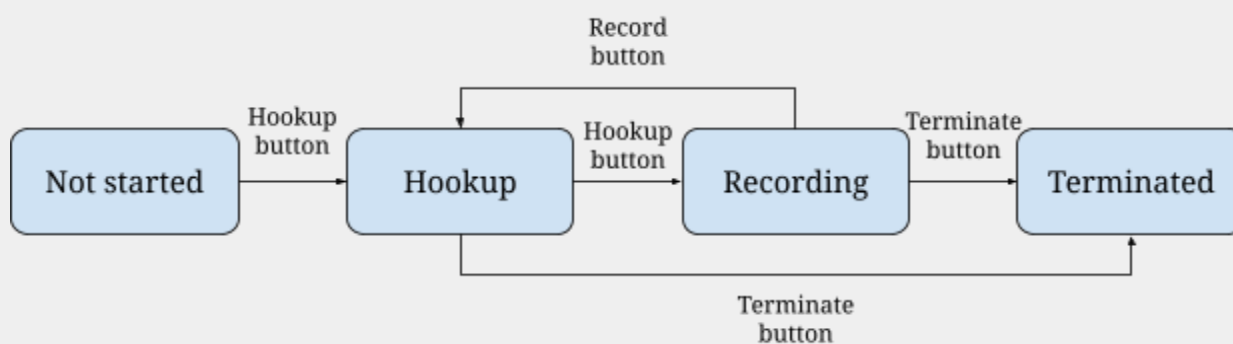 Record
button
Hookup
button
Hookup
button
Terminate
button
Not started
Hookup
Recording
Terminated
Terminate
button